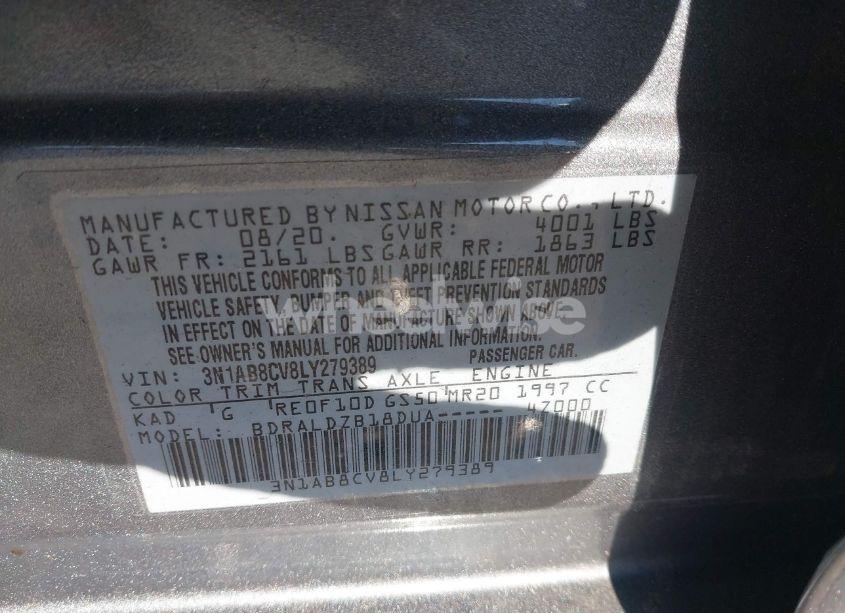 MANUFACTURED BY NISSAN MOTOR CO., LTD.
DATE: 08/20. GVWR: 4001 LBS
GAWR FR: 2161 LBS GAWR RR: 1863 LBS
THIS VEHICLE CONFORMS TO ALL APPLICABLE FEDERAL MOTOR
VEHICLE SAFETY, BUMPER AND THEFT PREVENTION STANDARDS
IN EFFECT ON THE DATE OF MANUFACTURE SHOWN ABOVE.
SEE OWNER'S MANUAL FOR ADDITIONAL INFORMATION.
VIN: 3N1AB8CV8LY279389 PASSENGER CAR.
COLOR TRIM TRANS AXLE ENGINE
KAD G RE0F10D GS50 MR20 1997 CC
MODEL: BDRALDZB18DUA----- 47000
3N1AB8CV8LY279389
wheelwise